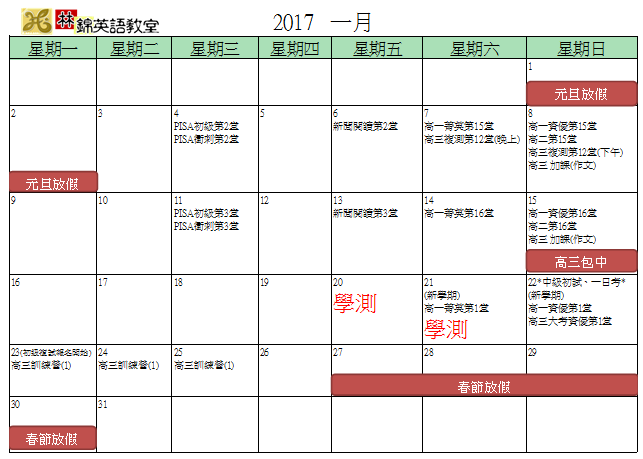 林錦英語教室
2017 一月
星期一 星期二 星期三 星期四 星期五 星期六 星期日
1
元旦放假
2 3 4 5 6 7 8
PISA初級第2堂
PISA衝刺第2堂
新聞閱讀第2堂
高一菁英第15堂
高三複測第12堂(晚上)
高一資優第15堂
高二第15堂
高三複測第12堂(下午)
高三 加課(作文)
元旦放假
9 10 11 12 13 14 15
PISA初級第3堂
PISA衝刺第3堂
新聞閱讀第3堂
高一菁英第16堂
高一資優第16堂
高二第16堂
高三 加課(作文)
高三包中
16 17 18 19 20 21 22*中級初試、一日考*
學測
(新學期)
高一菁英第1堂
學測
(新學期)
高一資優第1堂
高三大考資優第1堂
23(初級複試報名開始) 24 25 26 27 28 29
高三訓練營(1) 高三訓練營(1) 高三訓練營(1)
春節放假
30 31
春節放假